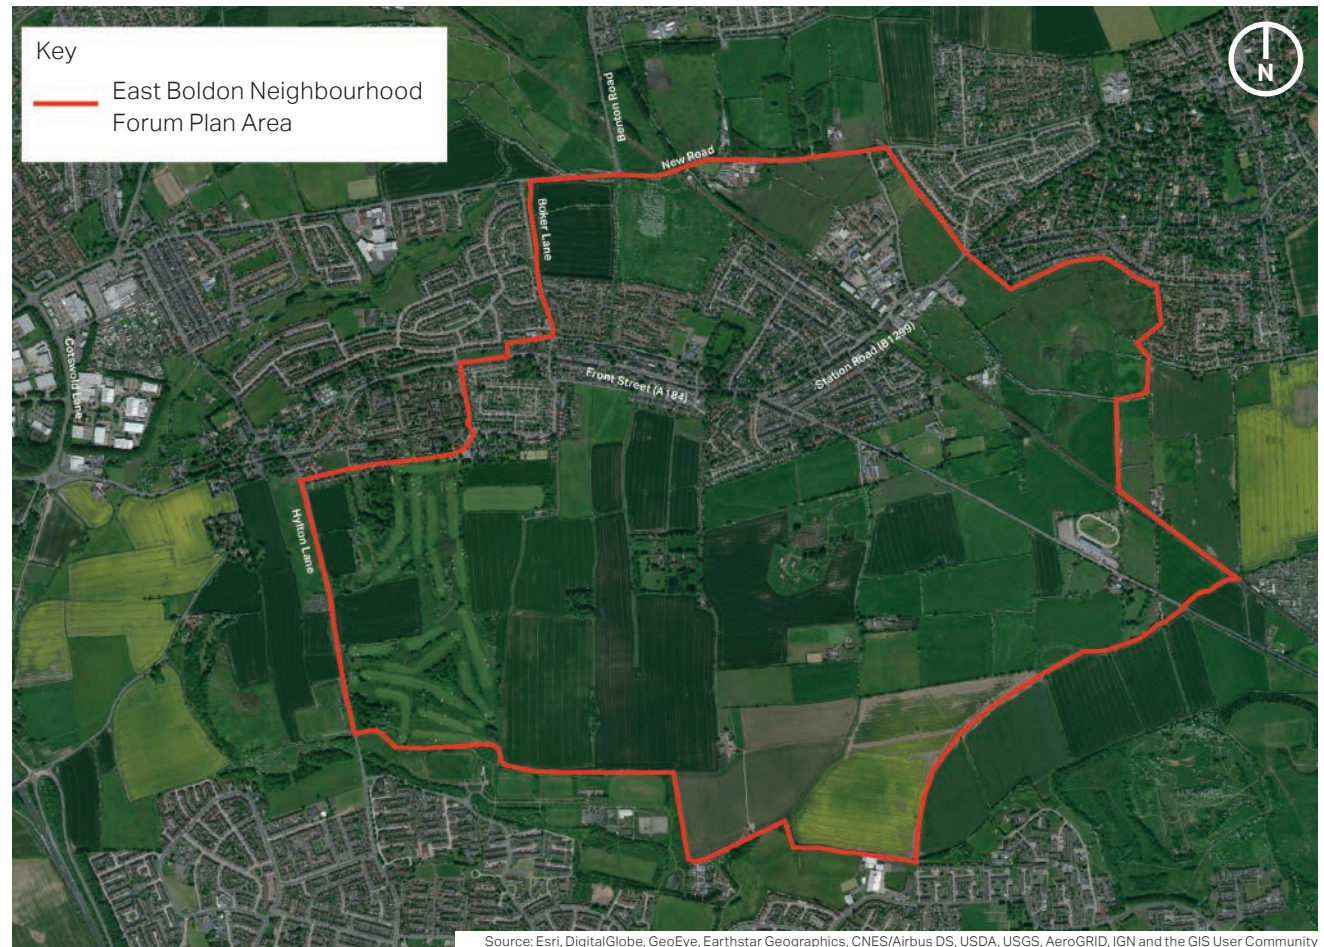 Key
East Boldon Neighbourhood
Forum Plan Area
N
Benton Road
New Road
Boker Lane
Cotswold Lane
Front Street (A184)
Station Road (B1299)
Hylton Lane
Source: Esri, DigitalGlobe, GeoEye, Earthstar Geographics, CNES/Airbus DS, USDA, USGS, AeroGRID, IGN and the GIS User Community